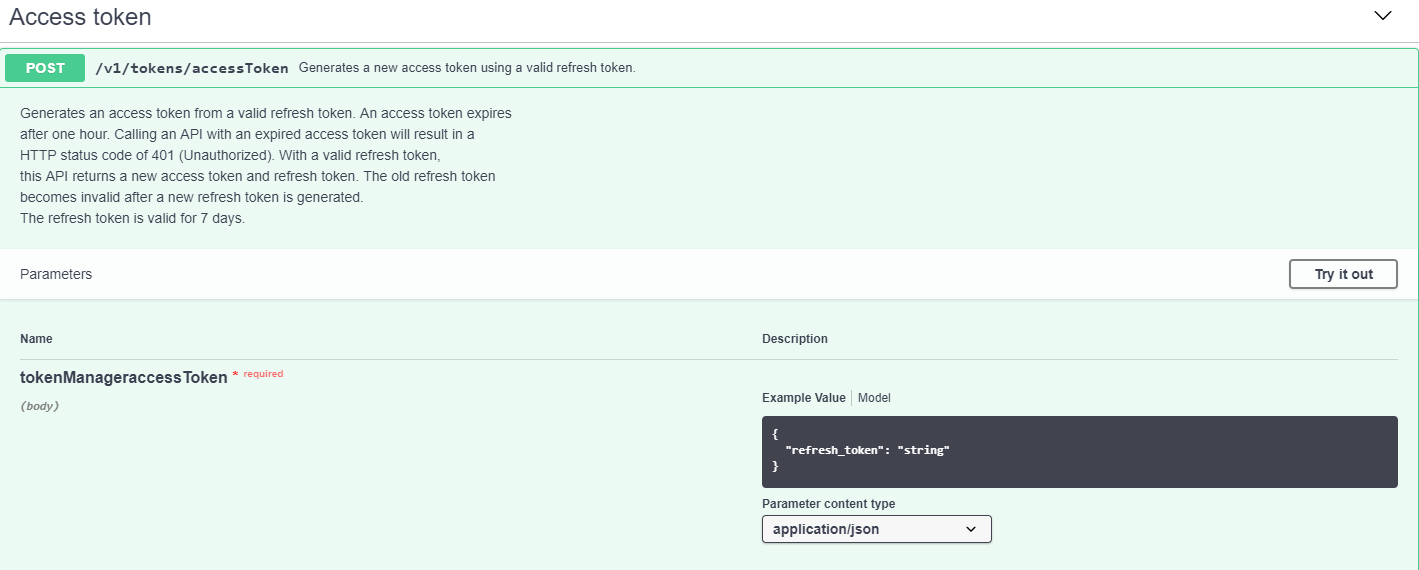 Access token
POST /v1/tokens/accessToken Generates a new access token using a valid refresh token.
Generates an access token from a valid refresh token. An access token expires
after one hour. Calling an API with an expired access token will result in a
HTTP status code of 401 (Unauthorized). With a valid refresh token,
this API returns a new access token and refresh token. The old refresh token
becomes invalid after a new refresh token is generated.
The refresh token is valid for 7 days.
Parameters Try it out
Name Description
tokenManageraccessToken * required
(body)
Example Value Model
{
"refresh_token": "string"
}
Parameter content type
application/json